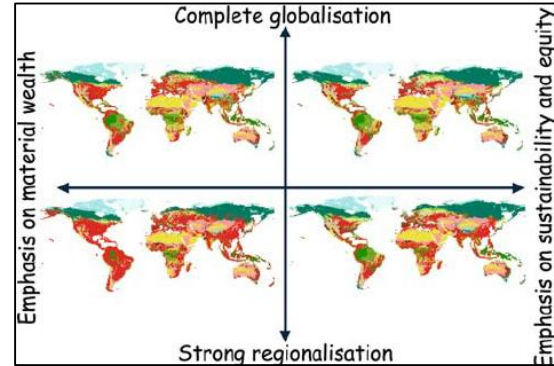 Complete globalisation
Emphasis on material wealth
Emphasis on sustainability and equity
Strong regionalisation